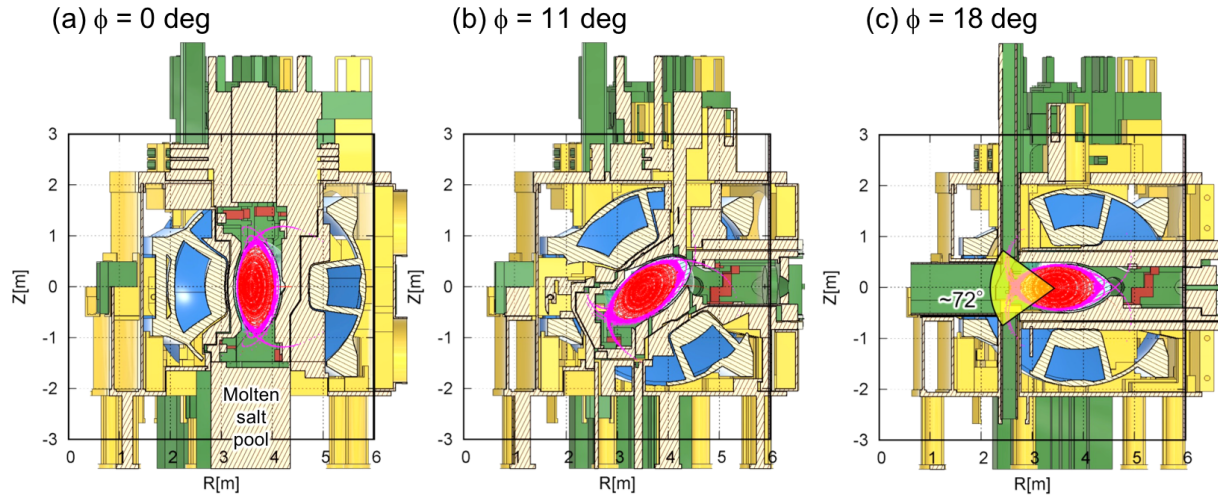 (a) ϕ = 0 deg
(b) ϕ = 11 deg
(c) ϕ = 18 deg
3
2
1
0
-1
-2
-3
Z[m]
0 1 2 3 4 5 6
R[m]
Molten
salt
pool
3
2
1
0
-1
-2
-3
Z[m]
0 1 2 3 4 5 6
R[m]
3
2
1
0
-1
-2
-3
Z[m]
0 1 2 3 4 5 6
R[m]
~72°